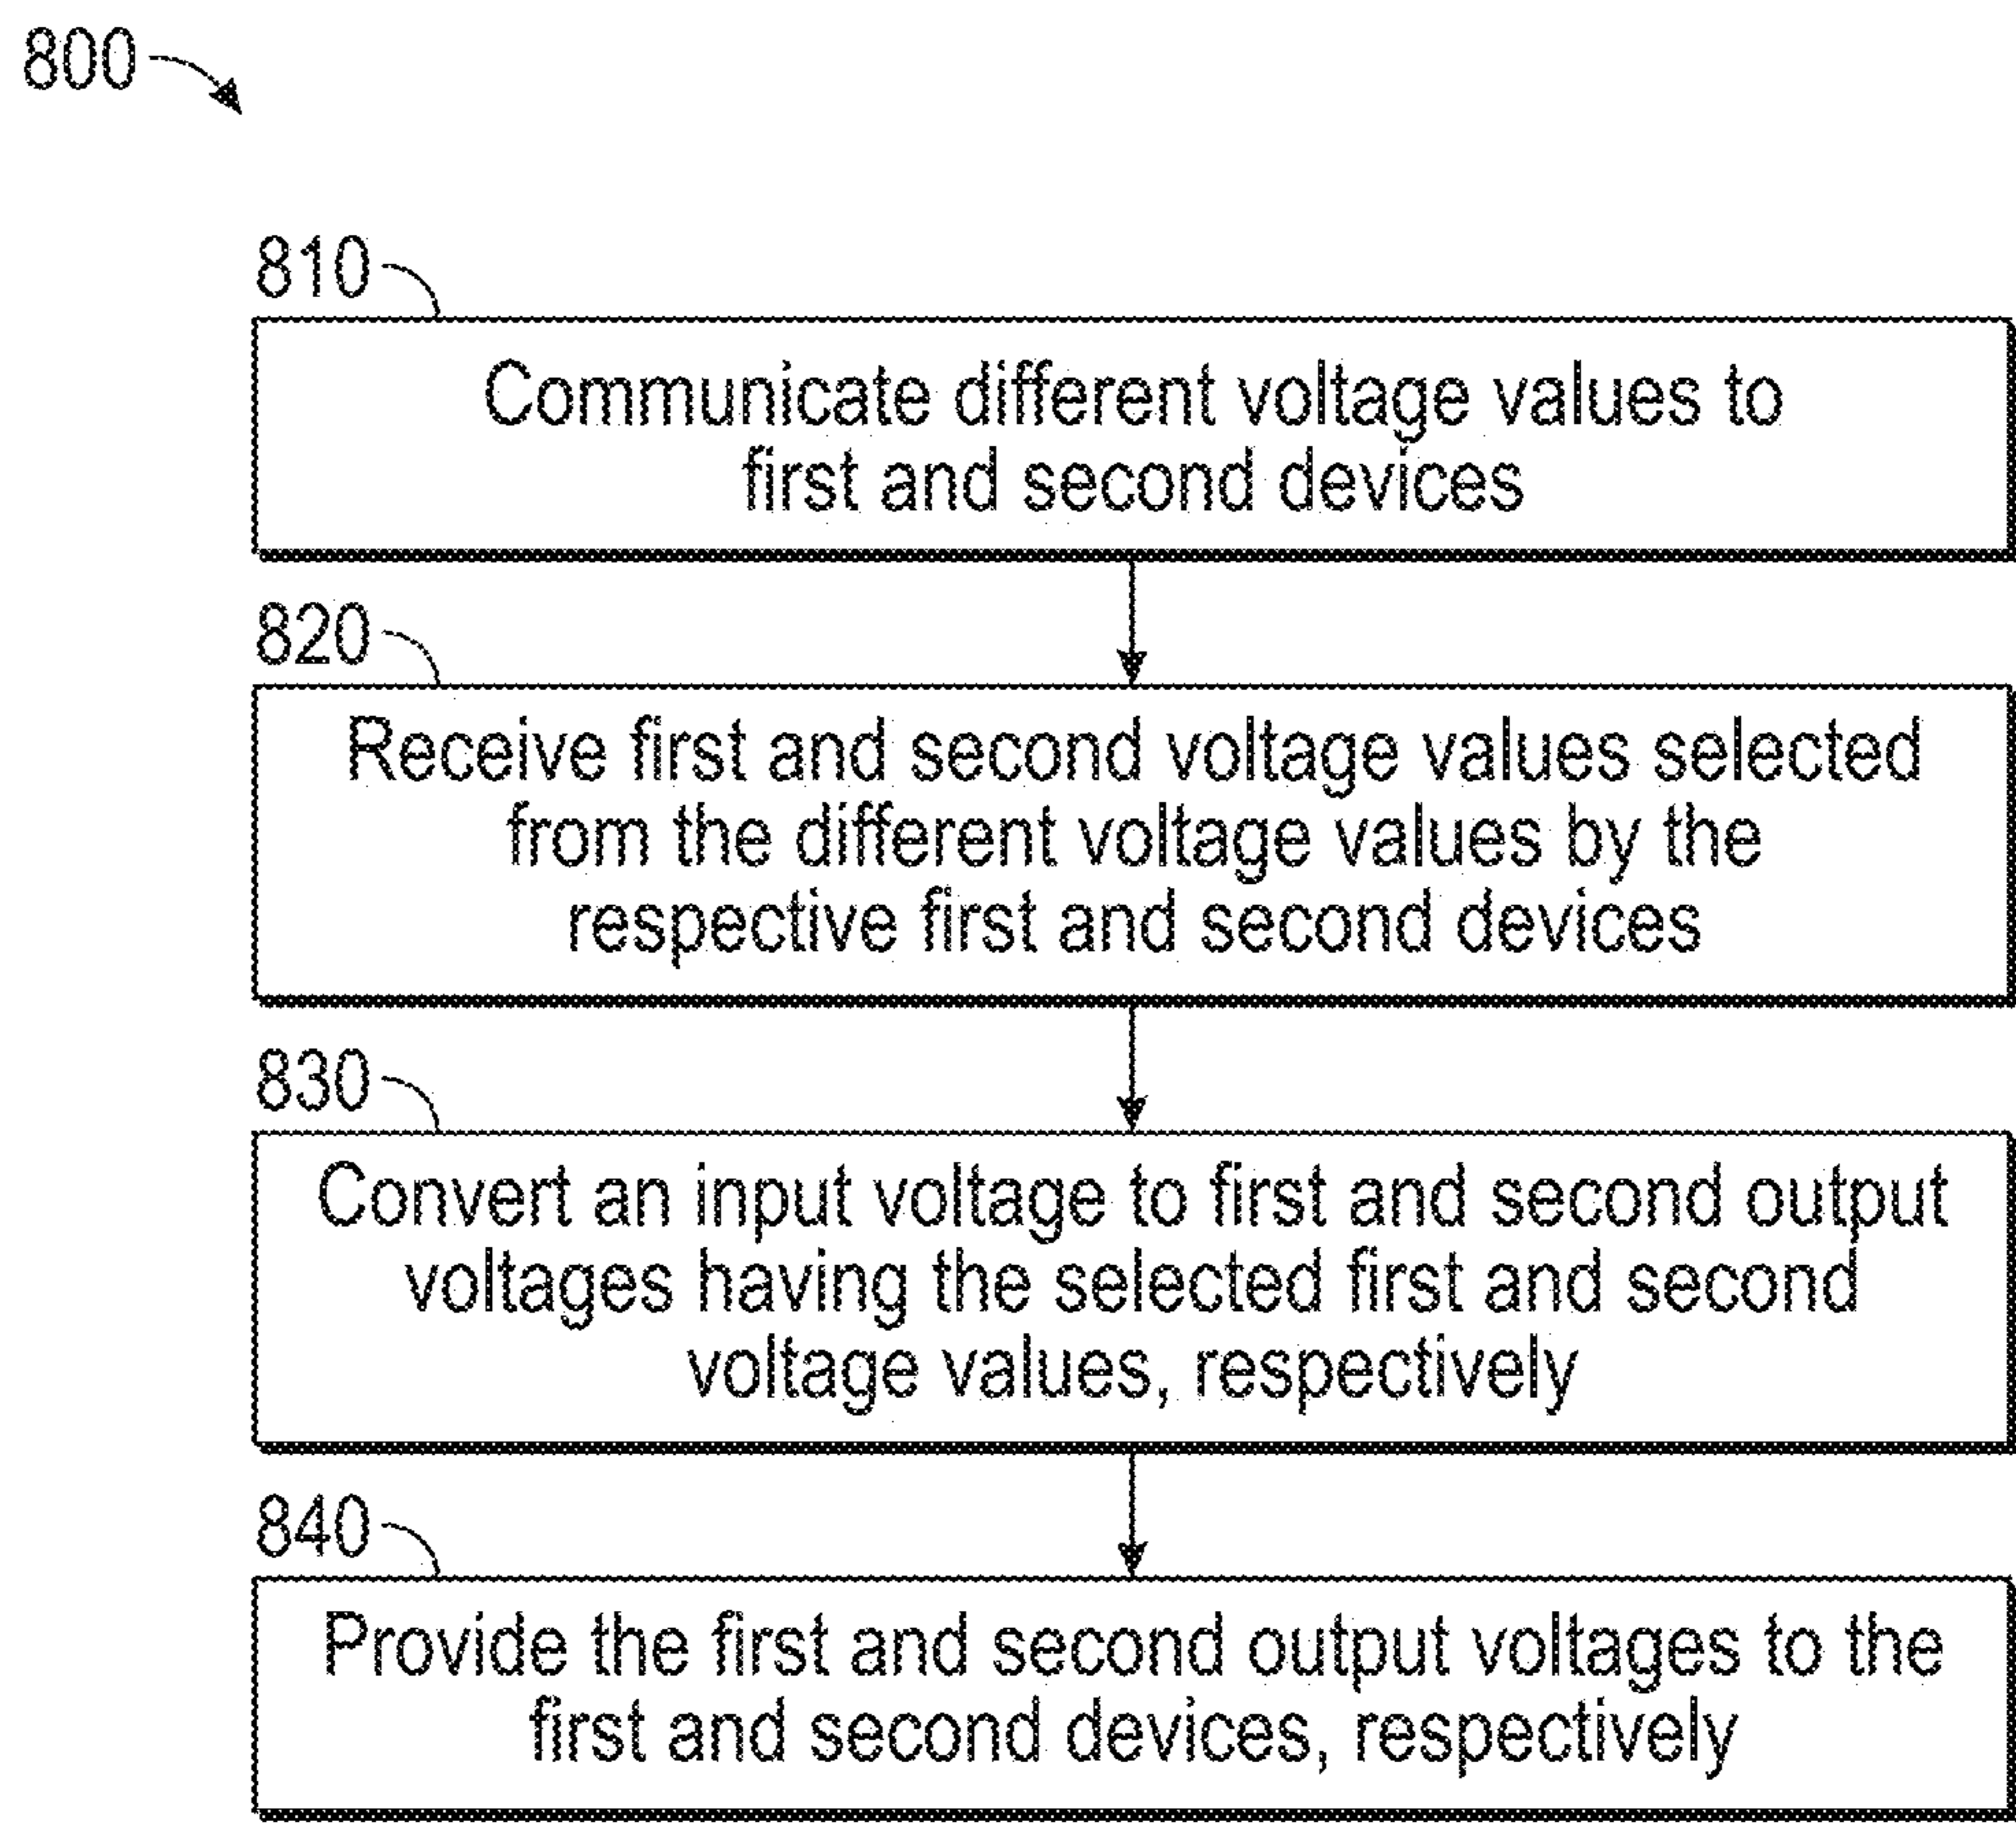 800
810
Communicate different voltage values to
first and second devices
820
Receive first and second voltage values selected
from the different voltage values by the
respective first and second devices
830
Convert an input voltage to first and second output
voltages having the selected first and second
voltage values, respectively
840
Provide the first and second output voltages to the
first and second devices, respectively